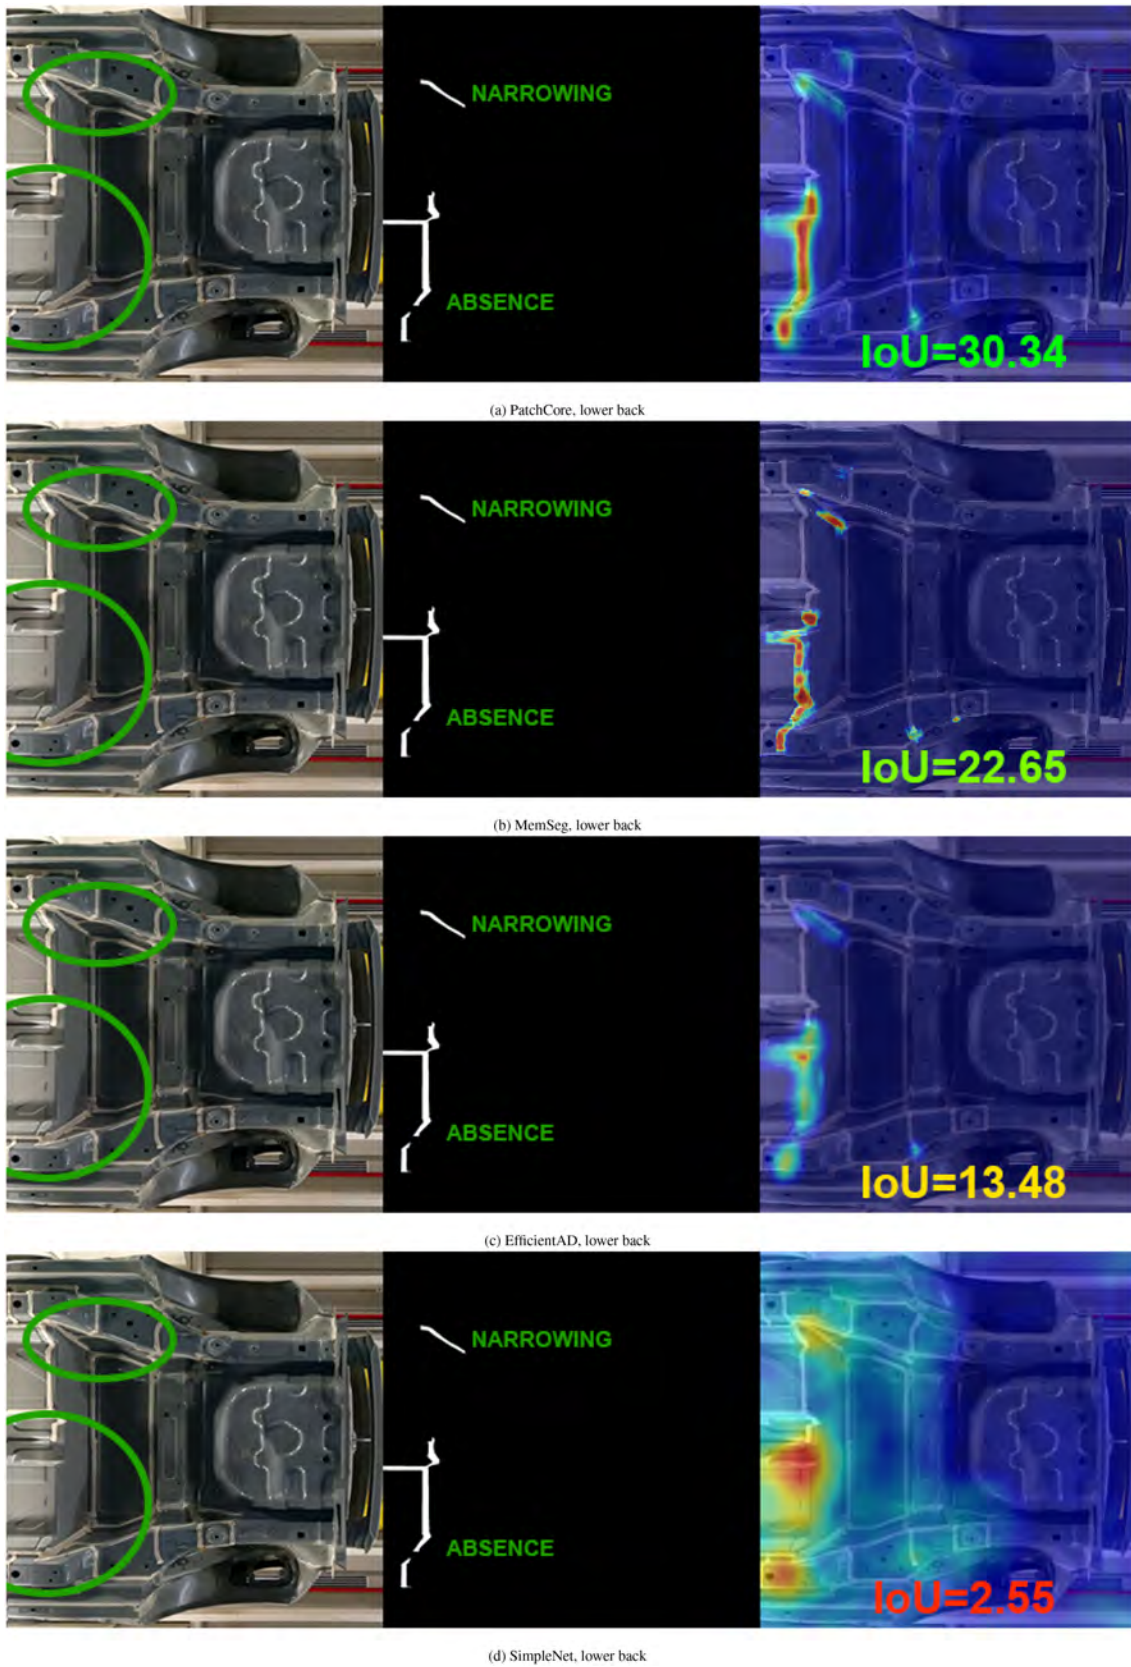 NARROWING
ABSENCE
IoU=30.34
(a) PatchCore, lower back
NARROWING
ABSENCE
IoU=22.65
(b) MemSeg, lower back
NARROWING
ABSENCE
IoU=13.48
(c) EfficientAD, lower back
NARROWING
ABSENCE
IoU=2.55
(d) SimpleNet, lower back